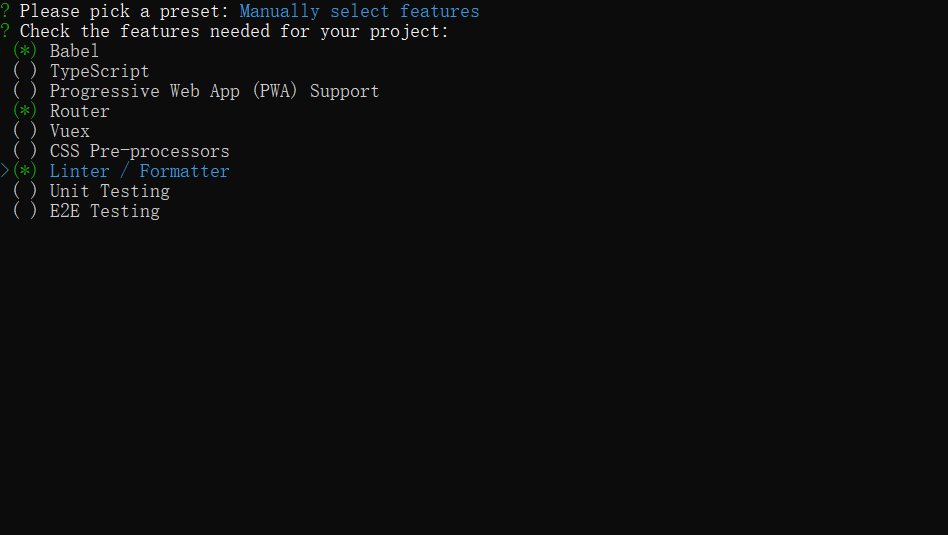 ? Please pick a preset: Manually select features
? Check the features needed for your project:
(*) Babel
( ) TypeScript
( ) Progressive Web App (PWA) Support
(*) Router
( ) Vuex
( ) CSS Pre-processors
>(*) Linter / Formatter
( ) Unit Testing
( ) E2E Testing